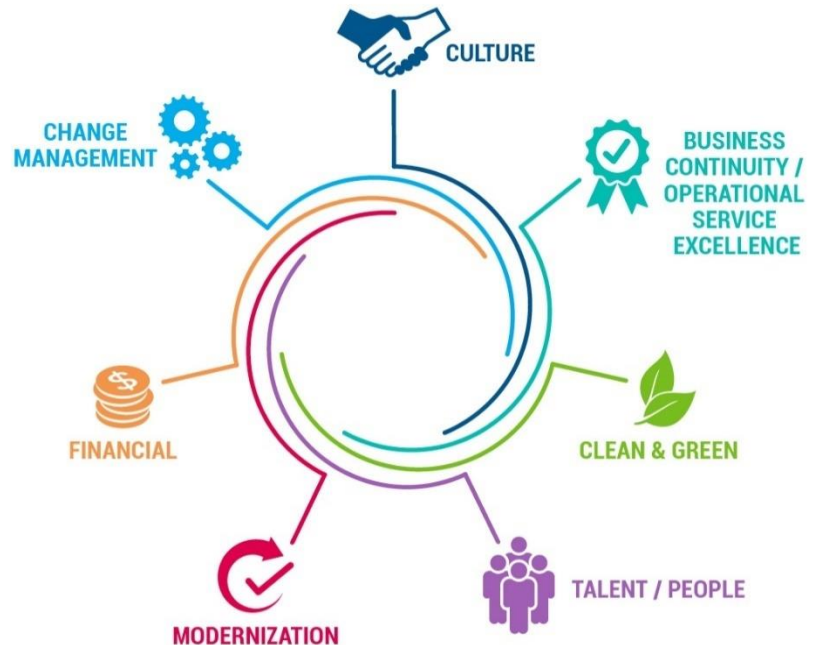 CULTURE
BUSINESS
CONTINUITY /
OPERATIONAL
SERVICE
EXCELLENCE
CLEAN & GREEN
TALENT / PEOPLE
MODERNIZATION
$
FINANCIAL
CHANGE
MANAGEMENT